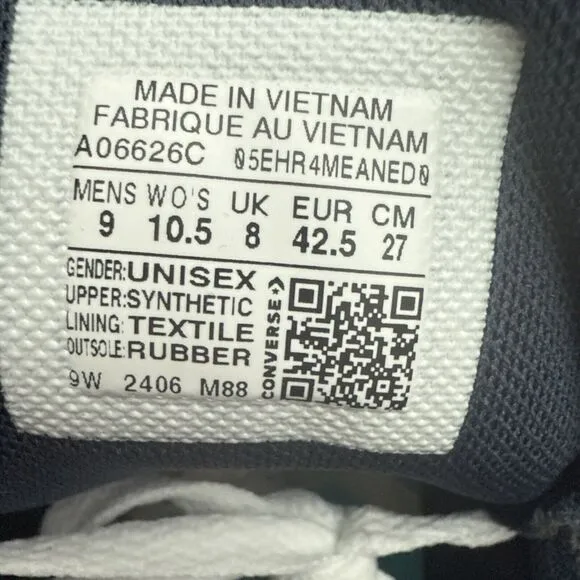 MADE IN VIETNAM
FABRIQUE AU VIETNAM
A06626C 05EHR4MEANED0
MENS WO'S UK EUR CM
9 10.5 8 42.5 27
GENDER:UNISEX
UPPER:SYNTHETIC
LINING:TEXTILE
OUTSOLE:RUBBER
9W 2406 M88
CONVERSE